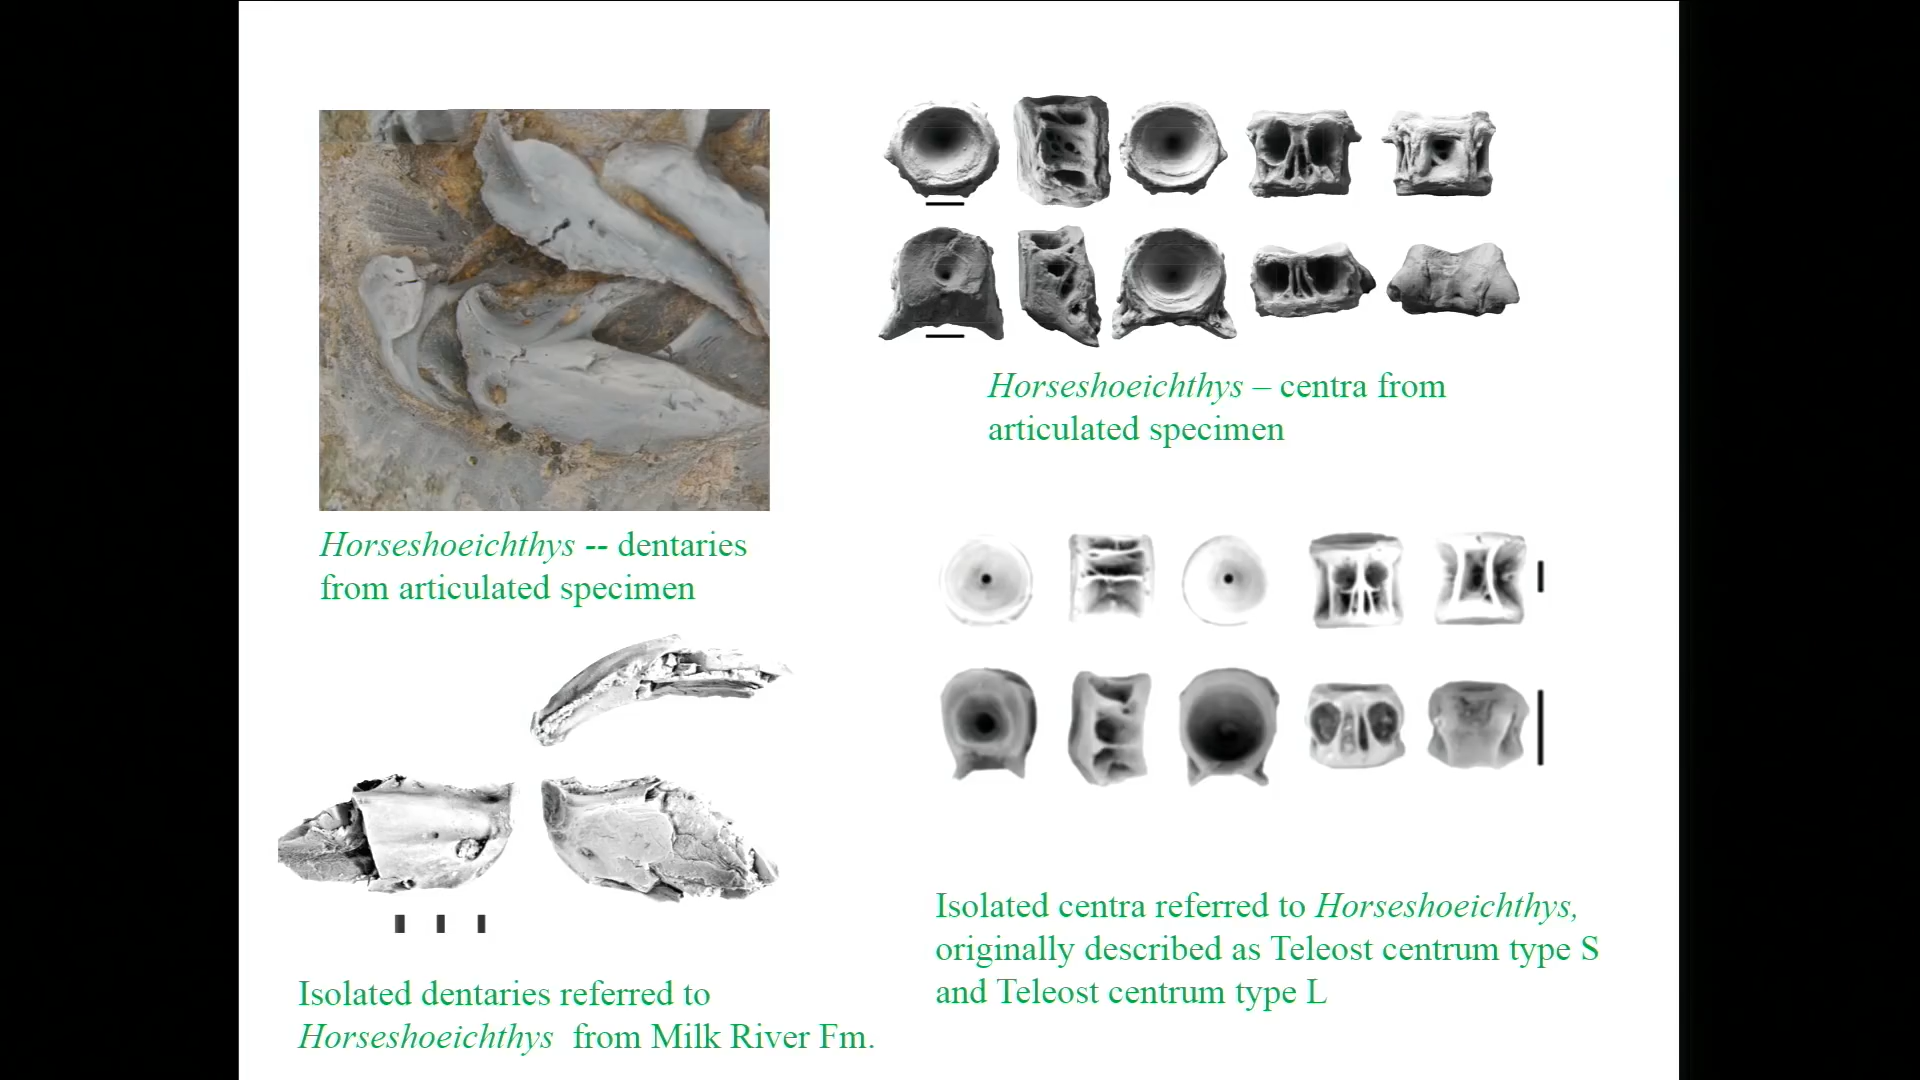 Horseshoeichthys – centra from
articulated specimen
Horseshoeichthys -- dentaries
from articulated specimen
Isolated centra referred to Horseshoeichthys,
originally described as Teleost centrum type S
and Teleost centrum type L
Isolated dentaries referred to
Horseshoeichthys from Milk River Fm.